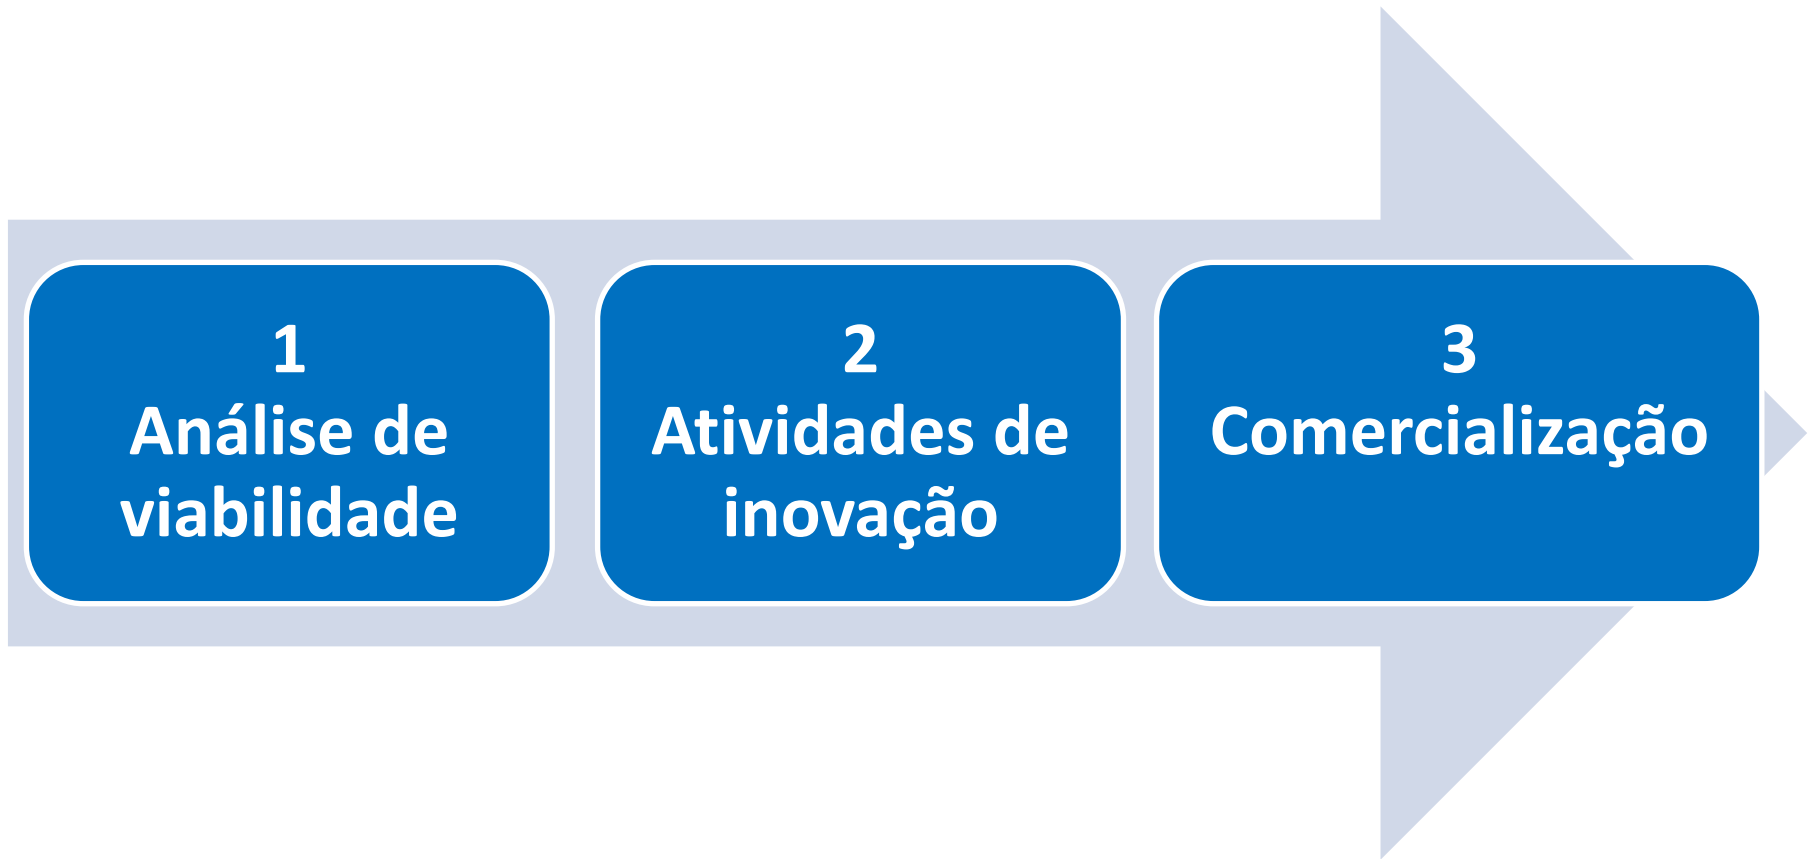 1
Análise de
viabilidade
2
Atividades de
inovação
3
Comercialização